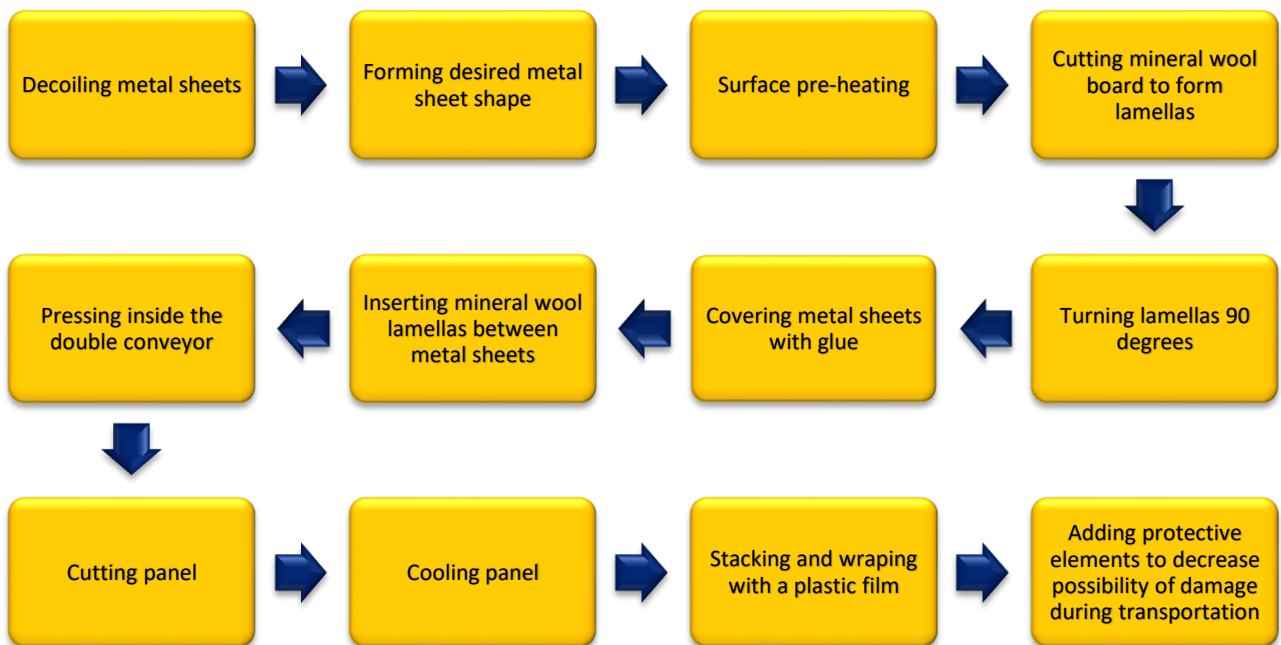 Decoiling metal sheets
Forming desired metal
sheet shape
Surface pre-heating
Cutting mineral wool
board to form
lamellas
Turning lamellas 90
degrees
Covering metal sheets
with glue
Inserting mineral wool
lamellas between
metal sheets
Pressing inside the
double conveyor
Cutting panel
Cooling panel
Stacking and wraping
with a plastic film
Adding protective
elements to decrease
possibility of damage
during transportation